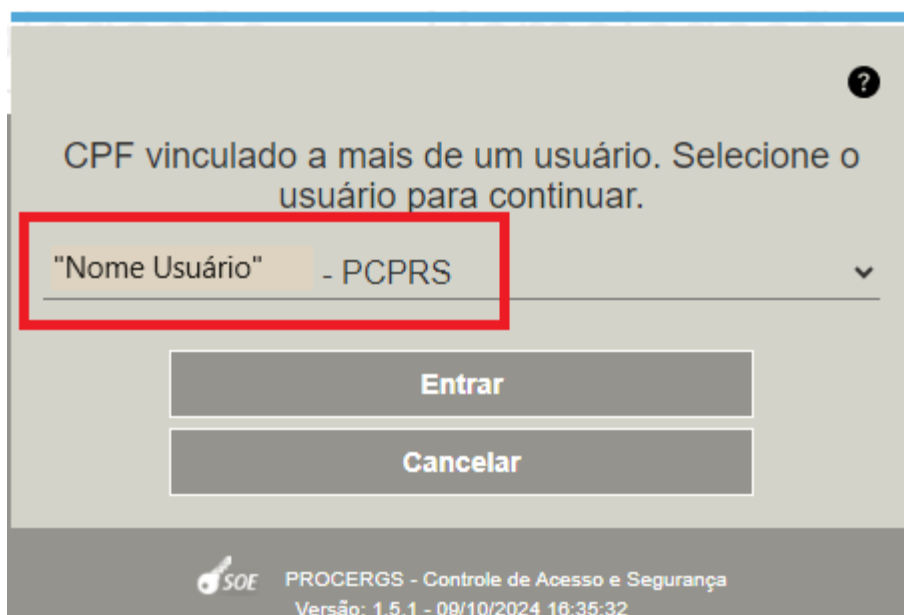 CPF vinculado a mais de um usuário. Selecione o
usuário para continuar.
"Nome Usuário" - PCPRS
Entrar
Cancelar
SOE PROCERGS - Controle de Acesso e Segurança
Versão: 1.5.1 - 09/10/2024 16:35:32